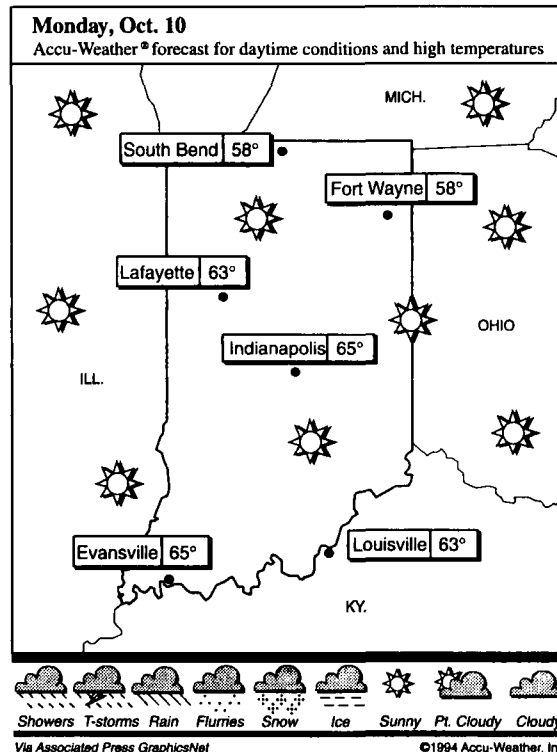 Monday, Oct. 10
Accu-Weather® forecast for daytime conditions and high temperatures
MICH.
South Bend 58°
Fort Wayne 58°
Lafayette 63°
OHIO
Indianapolis 65°
ILL.
Evansville 65°
Louisville 63°
KY.
Showers T-storms Rain Flurries Snow Ice Sunny Pt. Cloudy Cloudy
Via Associated Press GraphicsNet ©1994 Accu-Weather, In